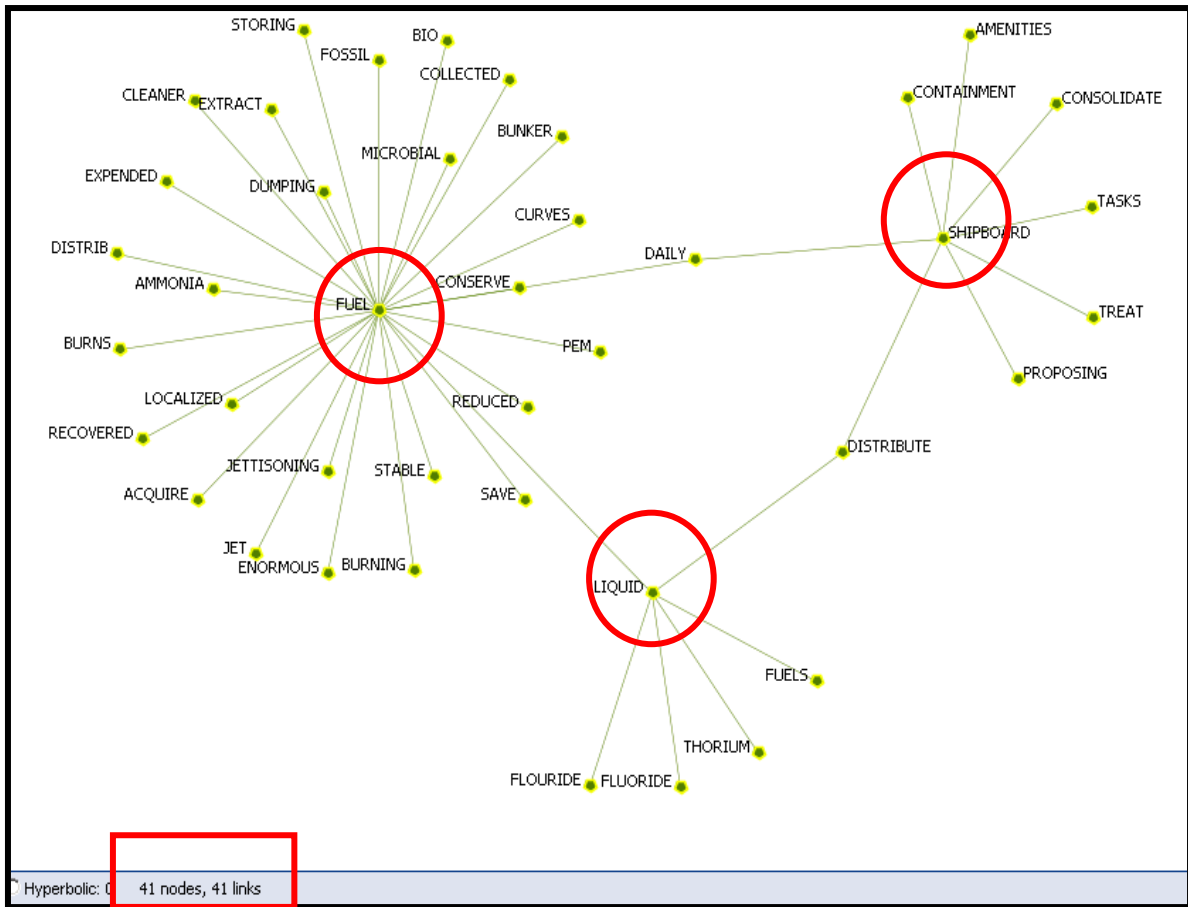 STORING
BIO
AMENITIES
FOSSIL
COLLECTED
CLEANER
EXTRACT
CONTAINMENT
CONSOLIDATE
BUNKER
MICROBIAL
EXPENDED
DUMPING
TASKS
CURVES
SHIPBOARD
DISTRIB
DAILY
AMMONIA
CONSERVE
FUEL
TREAT
BURNS
PEM
PROPOSING
LOCALIZED
REDUCED
RECOVERED
DISTRIBUTE
JETTISONING
STABLE
ACQUIRE
SAVE
JET
ENORMOUS
BURNING
LIQUID
FUELS
THORIUM
FLOURIDE
FLUORIDE
Hyperbolic: 41 nodes, 41 links